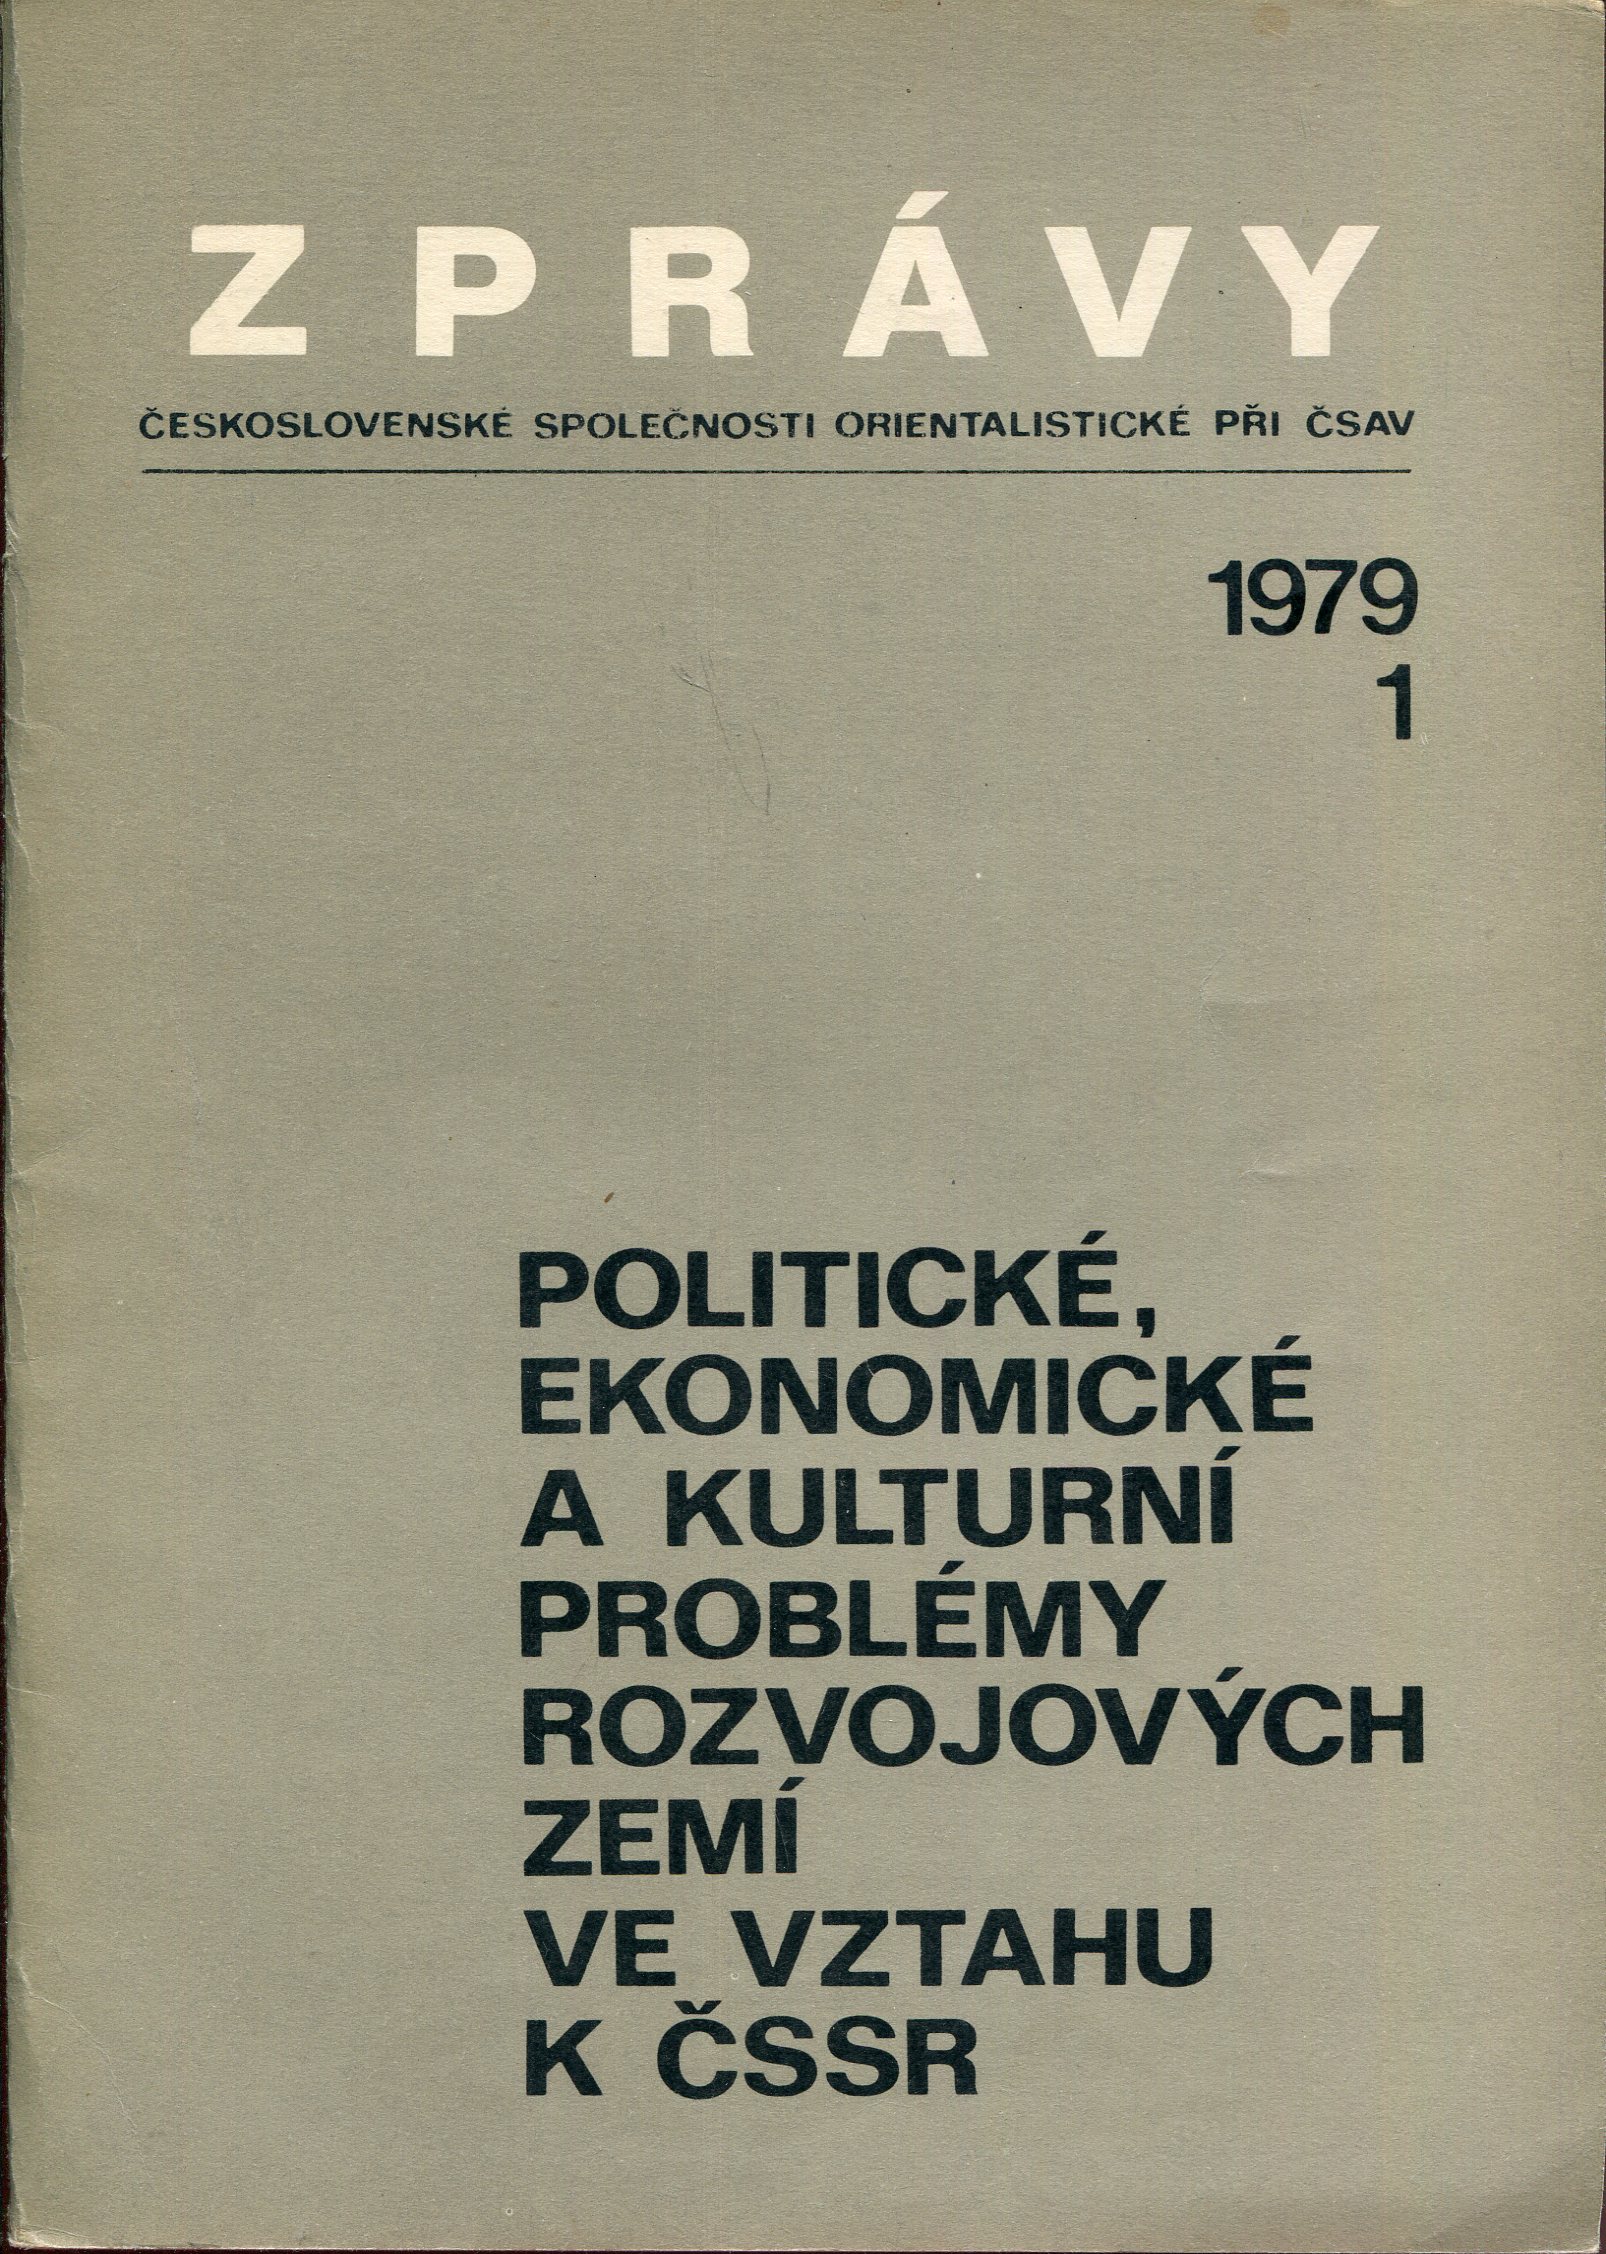 ZPRÁVY
ČESKOSLOVENSKÉ SPOLEČNOSTI ORIENTALISTICKÉ PŘI ČSAV
1979
1
POLITICKÉ,
EKONOMICKÉ
A KULTURNÍ
PROBLÉMY
ROZVOJOVÝCH
ZEMÍ
VE VZTAHU
K ČSSR